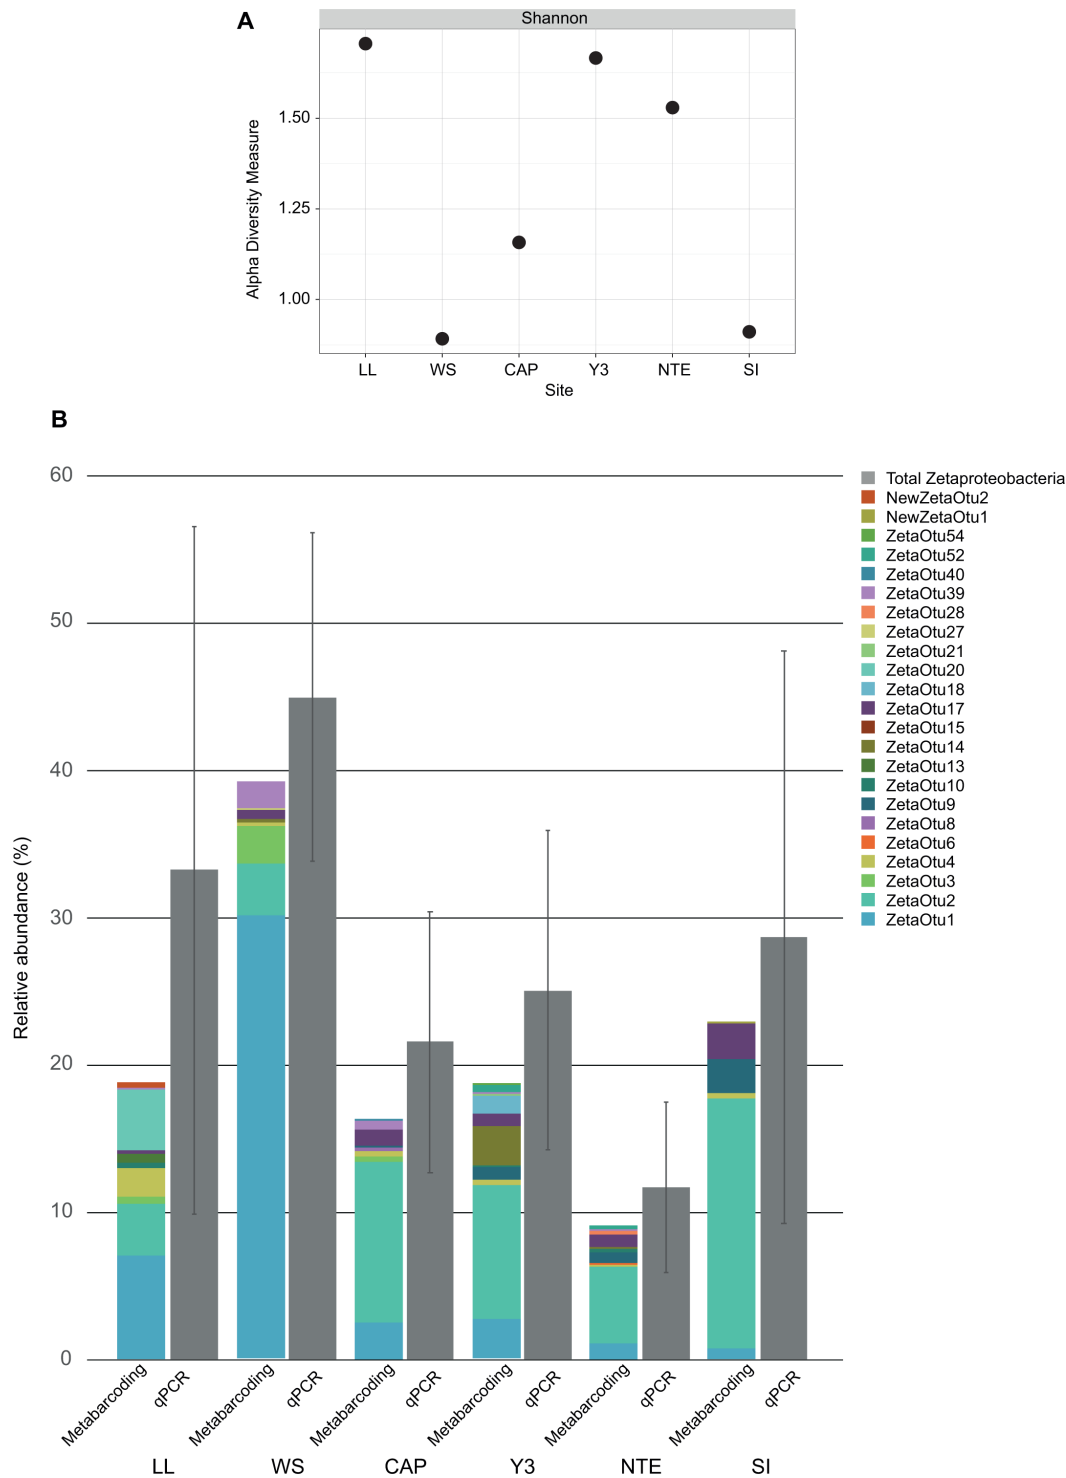 A
Shannon
Alpha Diversity Measure
1.50
1.25
1.00
LL WS CAP Y3 NTE SI
Site
B
Relative abundance (%)
60
50
40
30
20
10
0
Total Zetaproteobacteria
NewZetaOtu2
NewZetaOtu1
ZetaOtu54
ZetaOtu52
ZetaOtu40
ZetaOtu39
ZetaOtu28
ZetaOtu27
ZetaOtu21
ZetaOtu20
ZetaOtu18
ZetaOtu17
ZetaOtu15
ZetaOtu14
ZetaOtu13
ZetaOtu10
ZetaOtu9
ZetaOtu8
ZetaOtu6
ZetaOtu4
ZetaOtu3
ZetaOtu2
ZetaOtu1
Metabarcoding qPCR Metabarcoding qPCR Metabarcoding qPCR Metabarcoding qPCR Metabarcoding qPCR Metabarcoding qPCR
LL WS CAP Y3 NTE SI